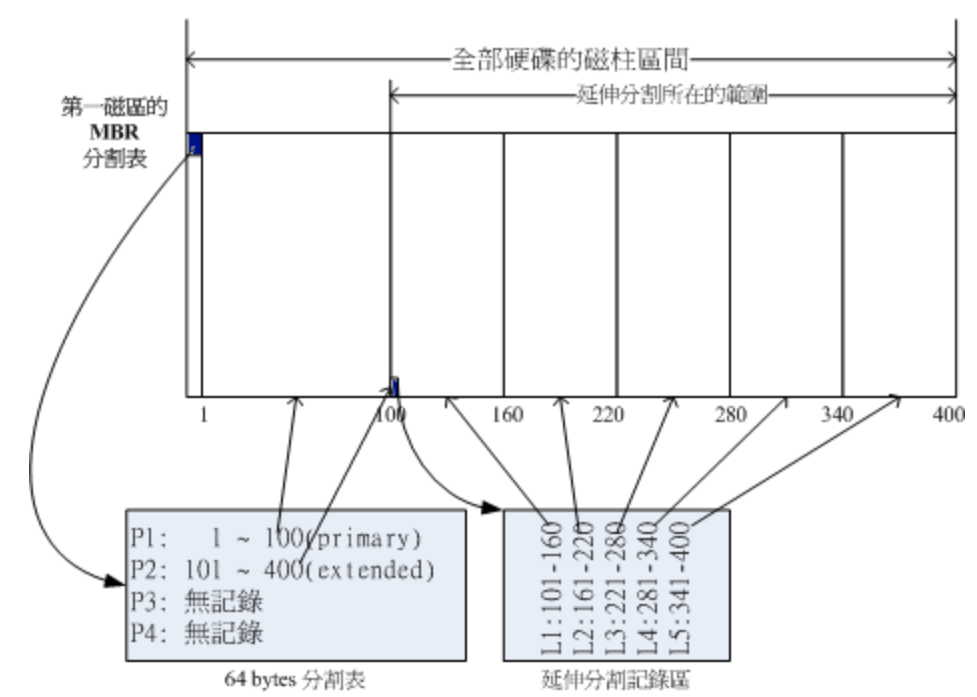 全部硬碟的磁柱區間
延伸分割所在的範圍
第一磁區的
MBR
分割表
1 100 160 220 280 340 400
P1: 1 ~ 100(primary)
P2: 101 ~ 400(extended)
P3: 無記錄
P4: 無記錄
64 bytes 分割表
L1:101-160
L2:161-220
L3:221-280
L4:281-340
L5:341-400
延伸分割記錄區